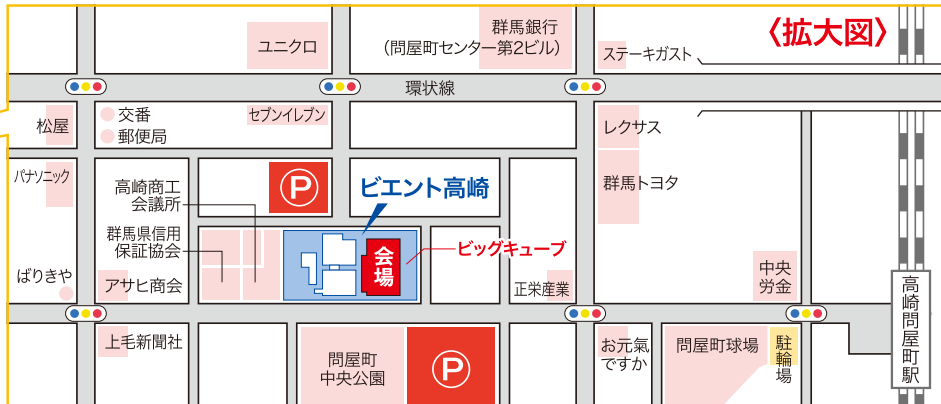 〈拡大図〉
群馬銀行
(問屋町センター第2ビル)
ユニクロ
ステーキガスト
環状線
松屋
交番
郵便局
セブンイレブン
レクサス
パナソニック
高崎商工
会議所
P
ビエント高崎
群馬トヨタ
群馬県信用
保証協会
会場
ビッグキューブ
ばりきや
アサヒ商会
正栄産業
中央
労金
高崎問屋町駅
上毛新聞社
問屋町
中央公園
P
お元氣
ですか
問屋町球場
駐輪場